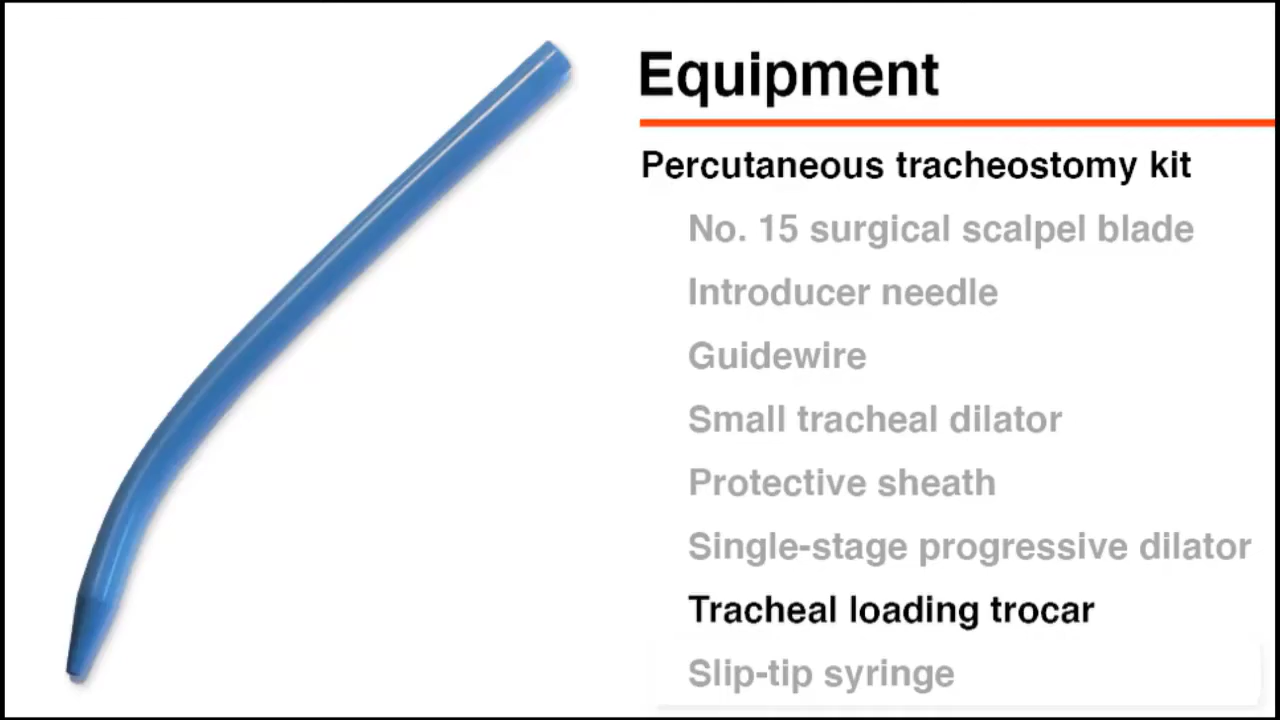 Equipment
Percutaneous tracheostomy kit
No. 15 surgical scalpel blade
Introducer needle
Guidewire
Small tracheal dilator
Protective sheath
Single-stage progressive dilator
Tracheal loading trocar
Slip-tip syringe